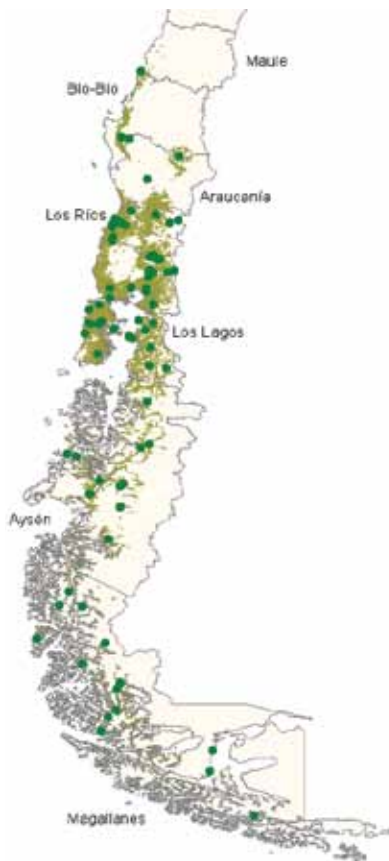 Maule
Bío-Bío
Araucanía
Los Ríos
Los Lagos
Aysén
Magallanes